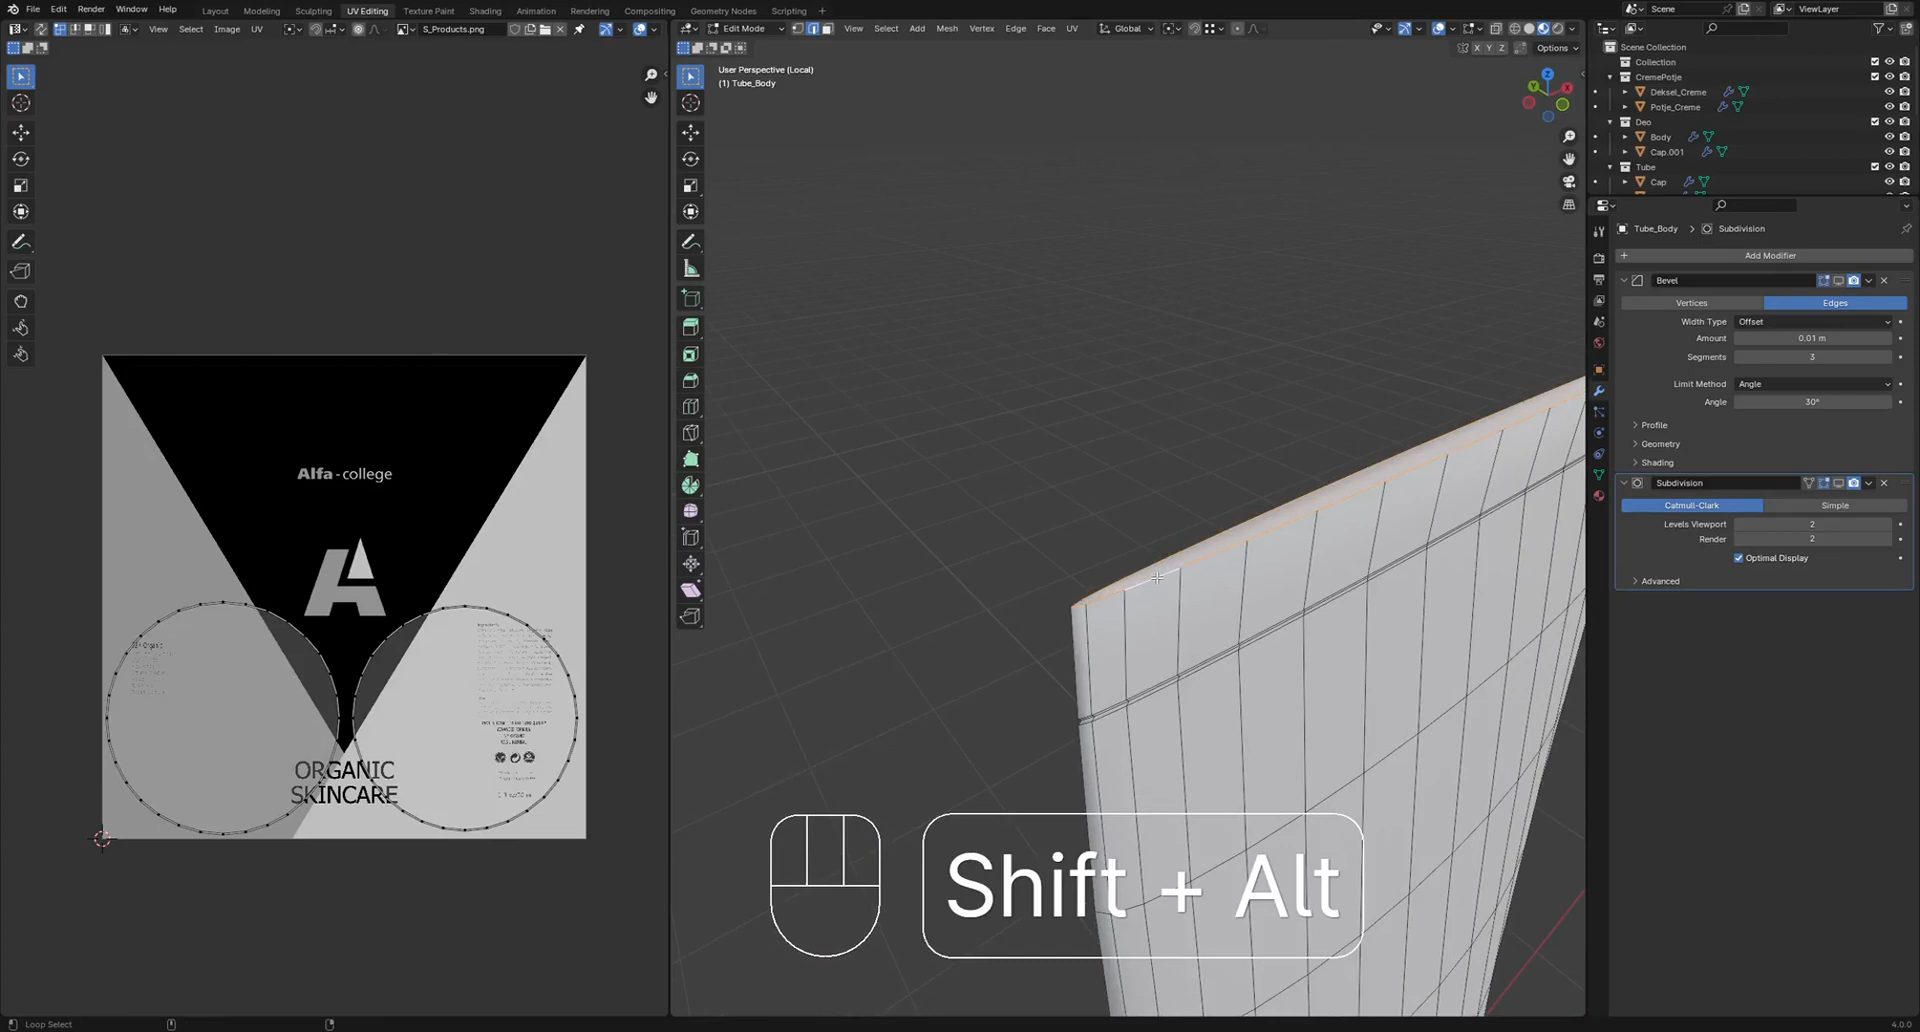 File Edit Render Window Help Layout Modeling Sculpting UV Editing Texture Paint Shading Animation Rendering Compositing Geometry Nodes Scripting +
Scene
ViewLayer
View Select Image UV
S_Products.png
Edit Mode
View Select Add Mesh Vertex Edge Face UV
Global
X Y Z
Options
User Perspective (Local)
(1) Tube_Body
Z
Y
X
Alfa-college
A
ORGANIC
SKINCARE
Shift + Alt
Scene Collection
Collection
CremePotje
Deksel_Creme
Potje_Creme
Deo
Body
Cap.001
Tube
Cap
Tube_Body > Subdivision
+ Add Modifier
Bevel
Vertices Edges
Width Type Offset
Amount 0.01 m
Segments 3
Limit Method Angle
Angle 30°
Profile
Geometry
Shading
Subdivision
Catmull-Clark Simple
Levels Viewport 2
Render 2
Optimal Display
Advanced
Loop Select
4.0.0